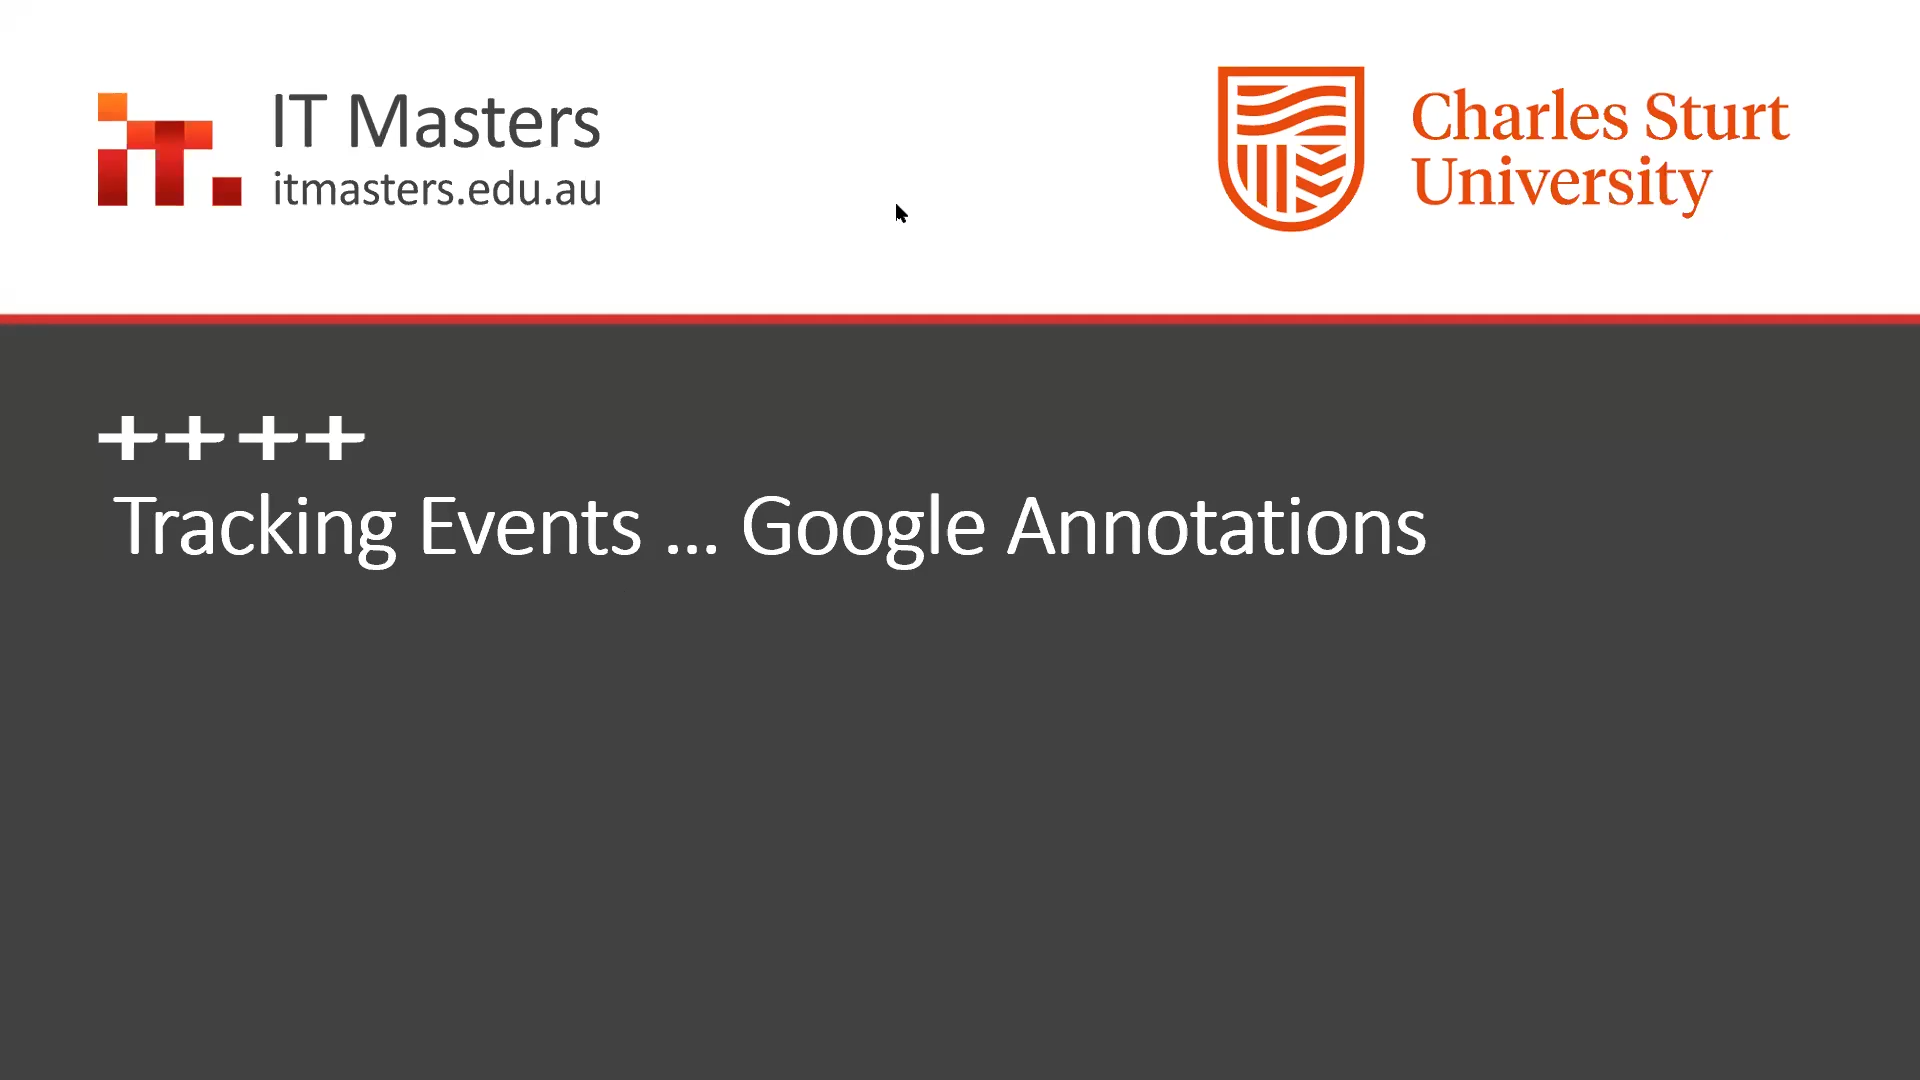 IT Masters
itmasters.edu.au
Charles Sturt
University
++++
Tracking Events ... Google Annotations